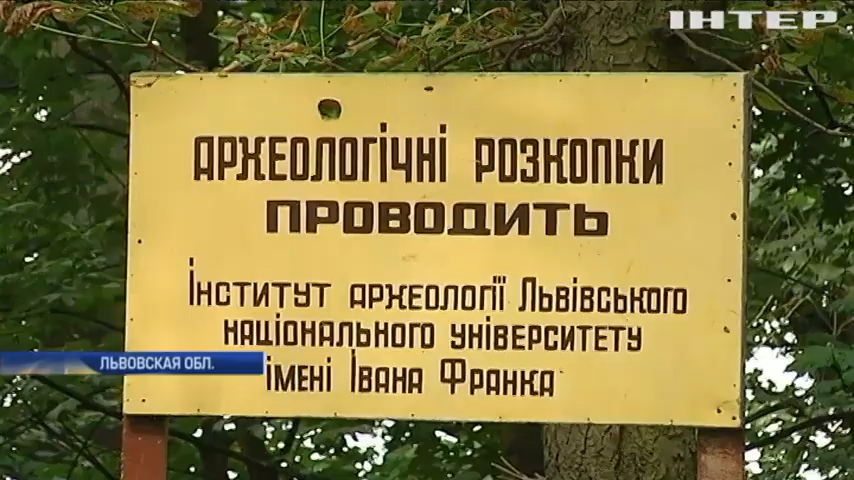 ІНТЕР
АРХЕОЛОГІЧНІ РОЗКОПКИ
ПРОВОДИТЬ
Інститут археології Львівського
національного університету
імені Івана Франка
ЛЬВОВСКАЯ ОБЛ.